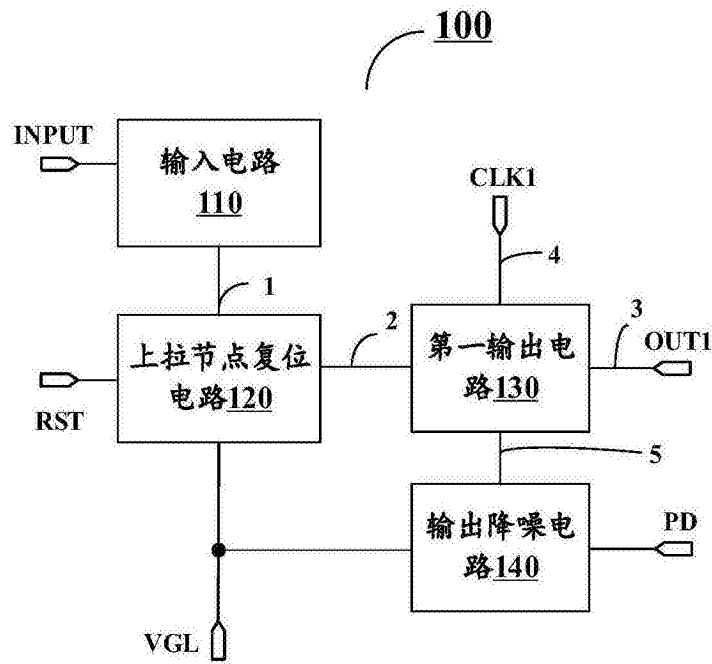 100
INPUT
输入电路
110
CLK1
4
1
上拉节点复位
电路120
2
第一输出电
路130
3
OUT1
RST
5
输出降噪电
路140
PD
VGL